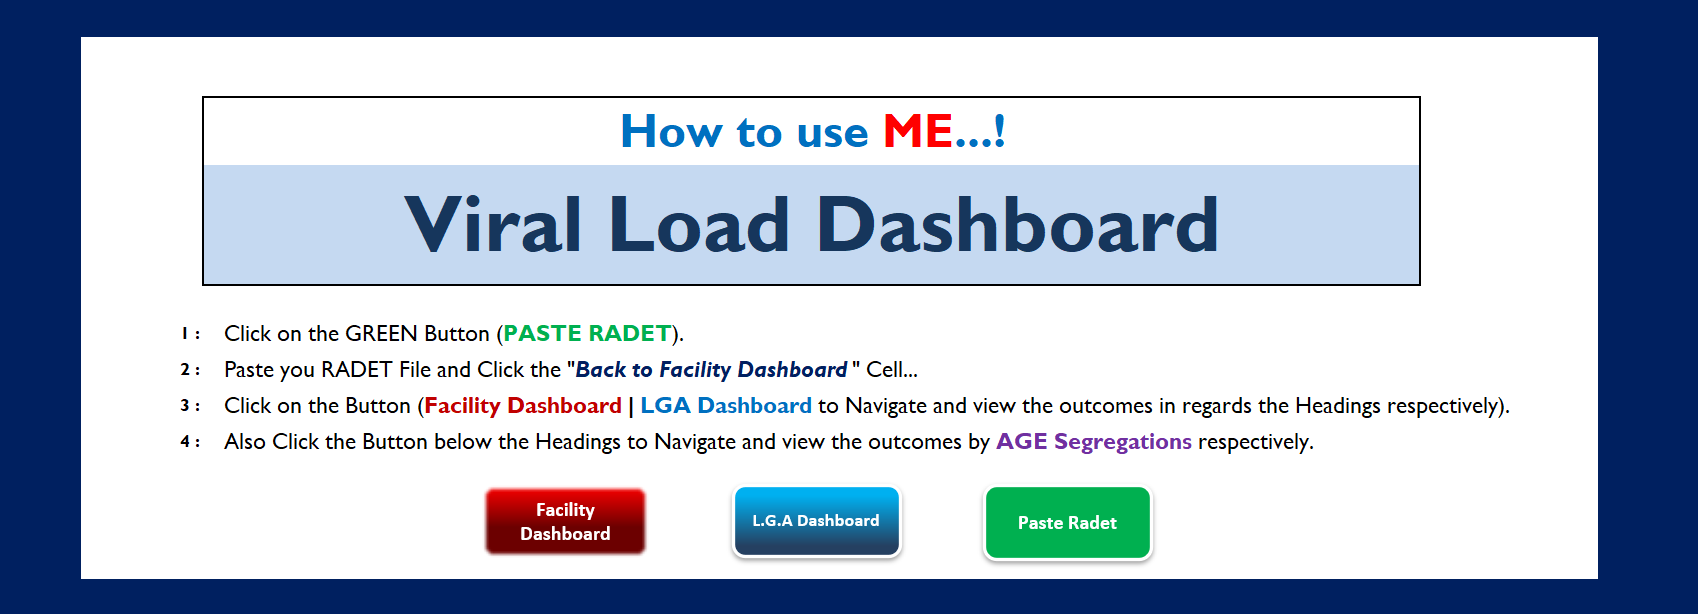 How to use ME...!
Viral Load Dashboard
1 : Click on the GREEN Button (PASTE RADET).
2 : Paste you RADET File and Click the "Back to Facility Dashboard " Cell...
3 : Click on the Button (Facility Dashboard | LGA Dashboard to Navigate and view the outcomes in regards the Headings respectively).
4 : Also Click the Button below the Headings to Navigate and view the outcomes by AGE Segregations respectively.
Facility
Dashboard
L.G.A Dashboard
Paste Radet